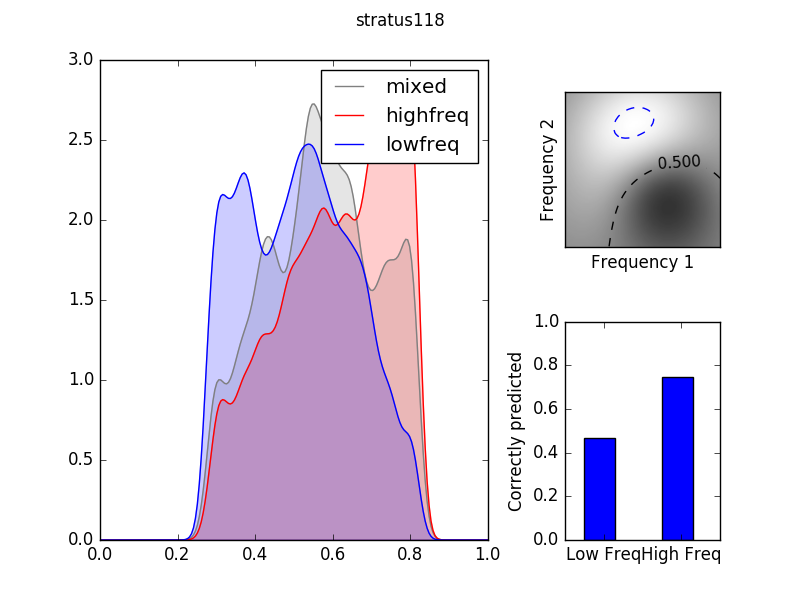 stratus118
3.0
2.5
2.0
1.5
1.0
0.5
0.0
0.0 0.2 0.4 0.6 0.8 1.0
mixed
highfreq
lowfreq
Frequency 2
0.500
Frequency 1
Correctly predicted
1.0
0.8
0.6
0.4
0.2
0.0
Low Freq High Freq